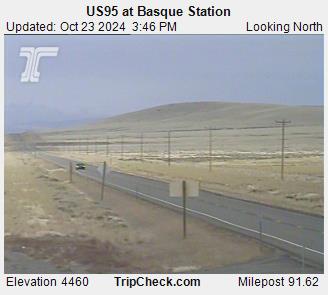 US95 at Basque Station
Updated: Oct 23 2024  3:46 PM Looking North
Elevation 4460 TripCheck.com Milepost 91.62